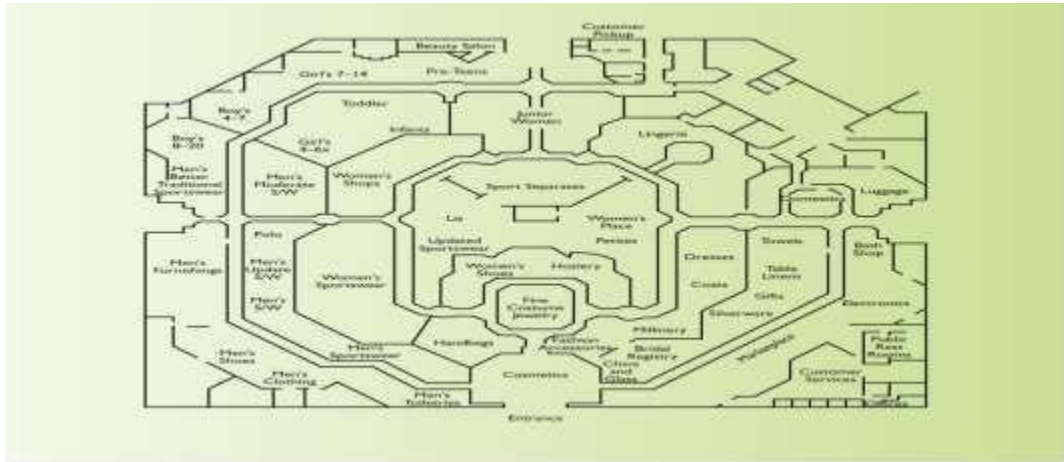 Customer
Pickup
Beauty Salon
Girl's 7-14
Pre-Teens
Toddler
Boy's
4-7
Junior
Women
Infants
Lingerie
Boy's
8-20
Girl's
4-6x
Men's
Better
Traditional
Sportswear
Men's
Moderate
S/W
Women's
Shops
Sport Separates
Luggage
Liz
Women's
Place
Polo
Updated
Sportswear
Petites
Towels
Bath
Shop
Men's
Furnishings
Men's
Update
S/W
Women's
Sportswear
Women's
Shoes
Hosiery
Dresses
Table
Linens
Coats
Gifts
Men's
S/W
Fine
Costume
Jewelry
Electronics
Silverware
Millinery
Public
Rest
Rooms
Men's
Shoes
Men's
Sportswear
Handbags
Fashion
Accessories
Bridal
Registry
Marketplace
Men's
Clothing
Cosmetics
China
and
Glass
Customer
Services
Men's
Toiletries
Entrance